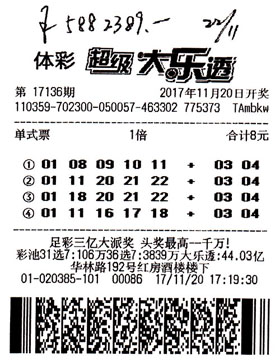 5882389.—
22/11
体彩 超级大乐透
第 17136期 2017年11月20日开奖
110359-702300-050057-463302 775373 TAmbkw
单式票 1倍 合计8元
① 01 08 09 10 11 + 03 04
② 01 11 20 21 22 + 03 04
③ 01 18 20 21 22 + 03 04
④ 01 11 16 17 18 + 03 04
足彩三亿大派奖 头奖最高一千万!
彩池31选7:106万36选7:3839万大乐透:44.03亿
华林路192号红房酒楼楼下
01-020385-101 00086 17/11/20 17:19:30